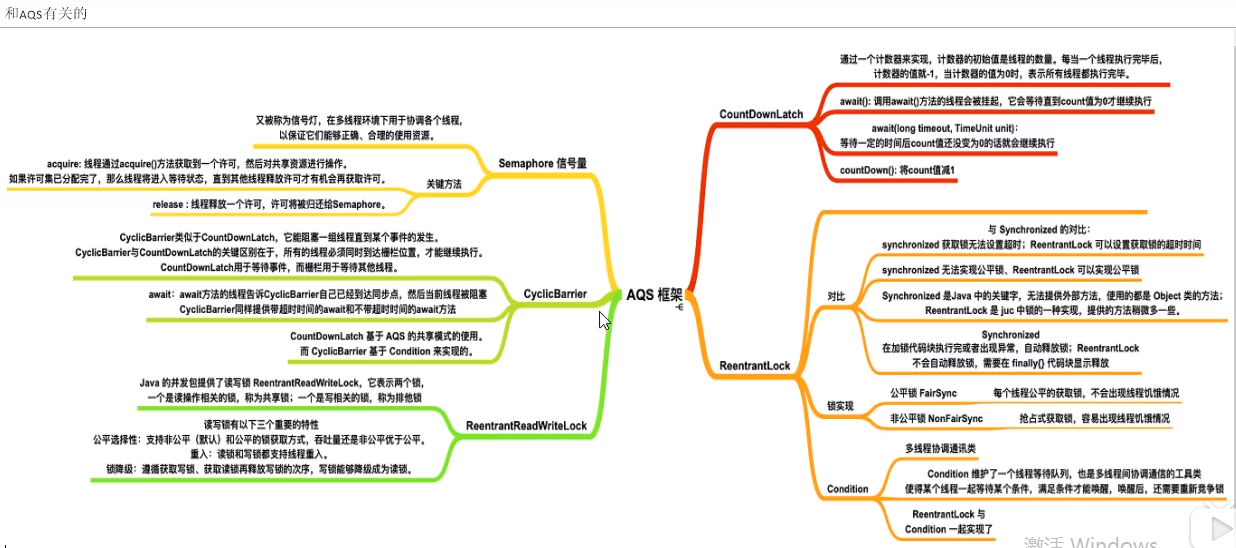 和AQS有关的
AQS 框架
CountDownLatch
通过一个计数器来实现，计数器的初始值是线程的数量。每当一个线程执行完毕后，
计数器的值就-1，当计数器的值为0时，表示所有线程都执行完毕。
await(): 调用await()方法的线程会被挂起，它会等待直到count值为0才继续执行
await(long timeout, TimeUnit unit)：
等待一定的时间后count值还没变为0的话就会继续执行
countDown(): 将count值减1
ReentrantLock
对比
与 Synchronized 的对比：
synchronized 获取锁无法设置超时；ReentrantLock 可以设置获取锁的超时时间
synchronized 无法实现公平锁、ReentrantLock 可以实现公平锁
Synchronized 是Java 中的关键字，无法提供外部方法，使用的都是 Object 类的方法；
ReentrantLock 是 juc 中锁的一种实现，提供的方法稍微多一些。
Synchronized
在加锁代码块执行完或者出现异常，自动释放锁；ReentrantLock
不会自动释放锁，需要在 finally{} 代码块显示释放
锁实现
公平锁 FairSync
每个线程公平的获取锁，不会出现线程饥饿情况
非公平锁 NonFairSync
抢占式获取锁，容易出现线程饥饿情况
Condition
多线程协调通讯类
Condition 维护了一个线程等待队列，也是多线程间协调通信的工具类
使得某个线程一起等待某个条件，满足条件才能唤醒，唤醒后，还需要重新竞争锁
ReentrantLock 与
Condition 一起实现了
Semaphore 信号量
又被称为信号灯，在多线程环境下用于协调各个线程，
以保证它们能够正确、合理的使用资源。
关键方法
acquire: 线程通过acquire()方法获取到一个许可，然后对共享资源进行操作。
如果许可集已分配完了，那么线程将进入等待状态，直到其他线程释放许可才有机会再获取许可。
release : 线程释放一个许可，许可将被归还给Semaphore。
CyclicBarrier
CyclicBarrier类似于CountDownLatch，它能阻塞一组线程直到某个事件的发生。
CyclicBarrier与CountDownLatch的关键区别在于，所有的线程必须同时到达栅栏位置，才能继续执行。
CountDownLatch用于等待事件，而栅栏用于等待其他线程。
await：await方法的线程告诉CyclicBarrier自己已经到达同步点，然后当前线程被阻塞
CyclicBarrier同样提供带超时时间的await和不带超时时间的await方法
CountDownLatch 基于 AQS 的共享模式的使用。
而 CyclicBarrier 基于 Condition 来实现的。
ReentrantReadWriteLock
Java 的并发包提供了读写锁 ReentrantReadWriteLock，它表示两个锁，
一个是读操作相关的锁，称为共享锁；一个是写相关的锁，称为排他锁
读写锁有以下三个重要的特性
公平选择性：支持非公平（默认）和公平的锁获取方式，吞吐量还是非公平优于公平。
重入：读锁和写锁都支持线程重入。
锁降级：遵循获取写锁、获取读锁再释放写锁的次序，写锁能够降级成为读锁。
激活 Windows